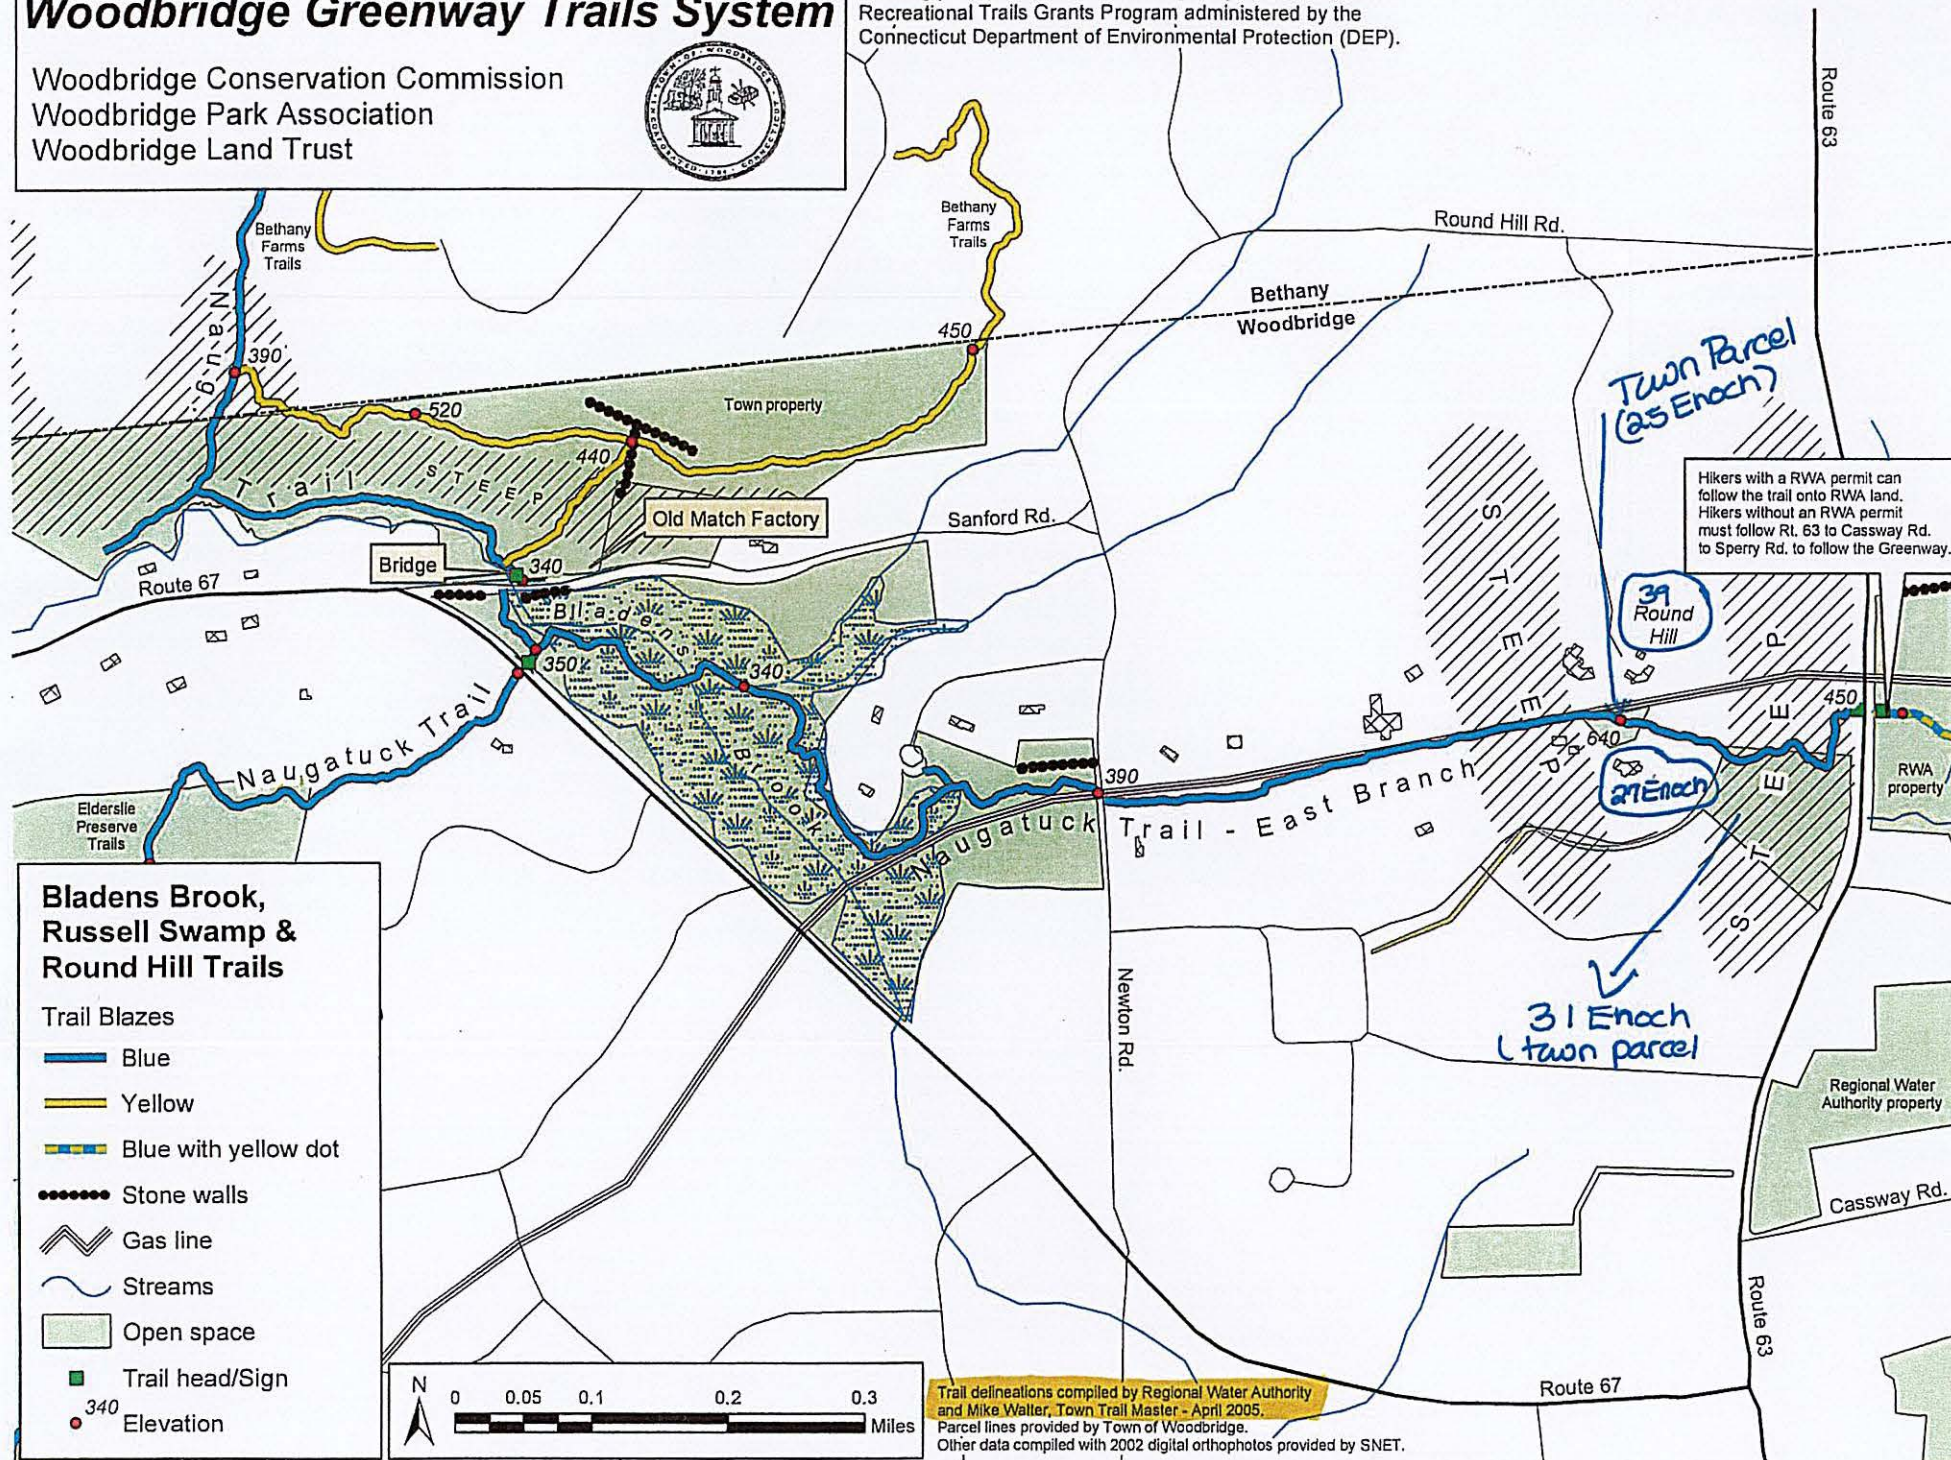 Woodbridge Greenway Trails System
Woodbridge Conservation Commission
Woodbridge Park Association
Woodbridge Land Trust
TOWN OF WOODBRIDGE
INCORPORATED 1784 CONNECTICUT
Recreational Trails Grants Program administered by the
Connecticut Department of Environmental Protection (DEP).
Route 63
Bethany
Farms
Trails
Bethany
Farms
Trails
Round Hill Rd.
Bethany
Woodbridge
Naug.
390
450
520
Town property
440
Trail
STEEP
Town Parcel
(25 Enoch)
Hikers with a RWA permit can
follow the trail onto RWA land.
Hikers without an RWA permit
must follow Rt. 63 to Cassway Rd.
to Sperry Rd. to follow the Greenway.
Old Match Factory
Sanford Rd.
Bridge
340
Route 67
Bladens
Brook
350
340
39
Round
Hill
STEEP
STEEP
450
640
27 Enoch
390
RWA
property
Naugatuck Trail
Naugatuck Trail - East Branch
Elderslie
Preserve
Trails
31 Enoch
( town parcel
Newton Rd.
Regional Water
Authority property
Cassway Rd.
Route 63
Route 67
Bladens Brook,
Russell Swamp &
Round Hill Trails
Trail Blazes
Blue
Yellow
Blue with yellow dot
Stone walls
Gas line
Streams
Open space
Trail head/Sign
340 Elevation
N
0 0.05 0.1 0.2 0.3
Miles
Trail delineations compiled by Regional Water Authority
and Mike Walter, Town Trail Master - April 2005.
Parcel lines provided by Town of Woodbridge.
Other data compiled with 2002 digital orthophotos provided by SNET.